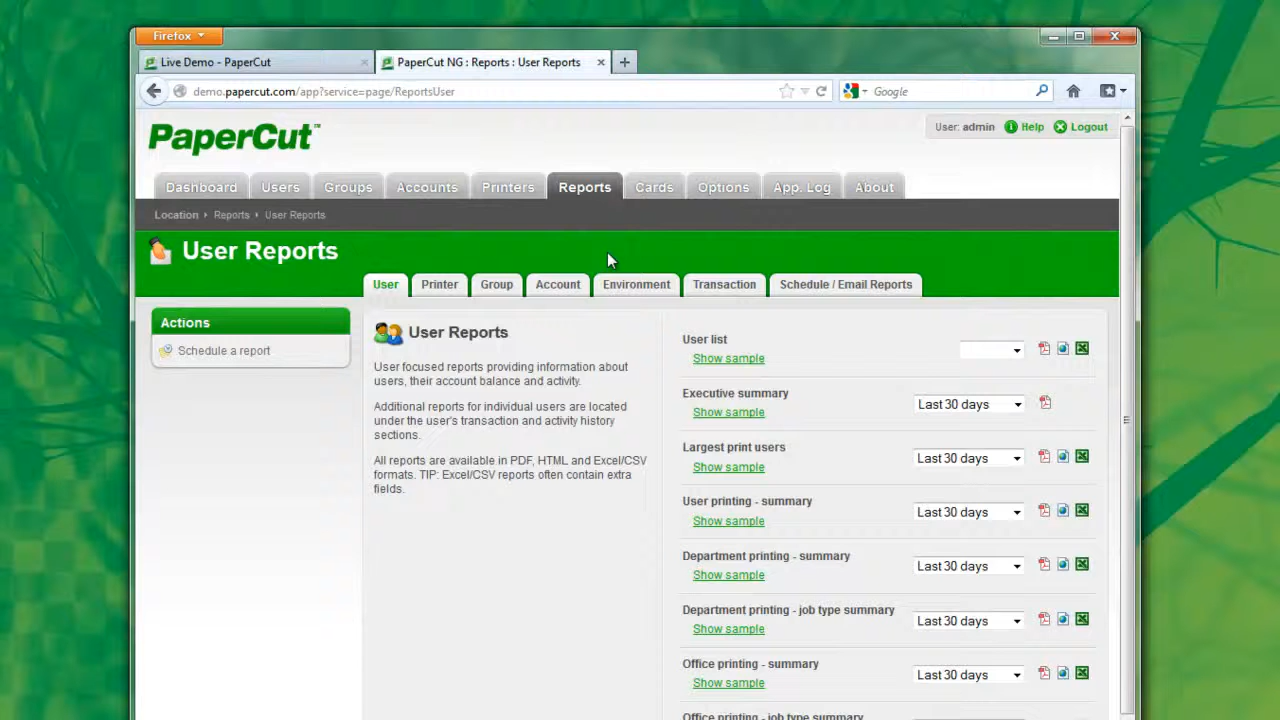 Firefox
Live Demo - PaperCut
PaperCut NG : Reports : User Reports
demo.papercut.com/app?service=page/ReportsUser
Google
PaperCut™
User: admin Help Logout
Dashboard Users Groups Accounts Printers Reports Cards Options App. Log About
Location Reports User Reports
User Reports
User Printer Group Account Environment Transaction Schedule / Email Reports
Actions
Schedule a report
User Reports
User focused reports providing information about
users, their account balance and activity.
Additional reports for individual users are located
under the user's transaction and activity history
sections.
All reports are available in PDF, HTML and Excel/CSV
formats. TIP: Excel/CSV reports often contain extra
fields.
User list
Show sample
Executive summary
Last 30 days
Show sample
Largest print users
Last 30 days
Show sample
User printing - summary
Last 30 days
Show sample
Department printing - summary
Last 30 days
Show sample
Department printing - job type summary
Last 30 days
Show sample
Office printing - summary
Last 30 days
Show sample
Office printing - job type summary